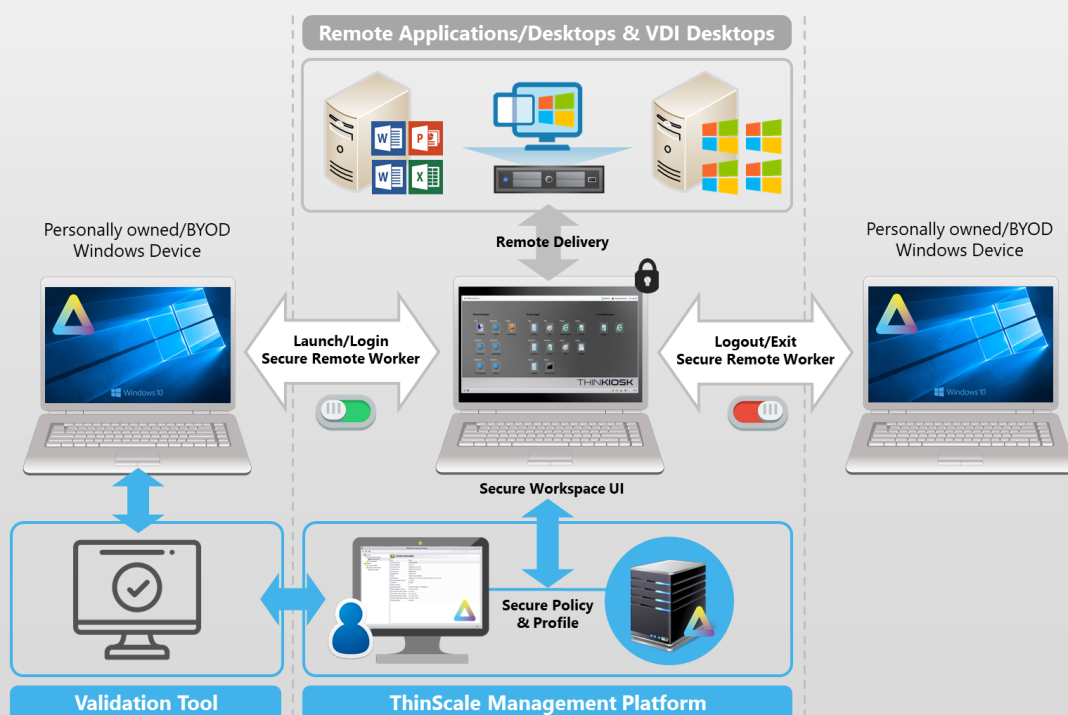 Remote Applications/Desktops & VDI Desktops
W
P
W
X
Personally owned/BYOD
Windows Device
Remote Delivery
Personally owned/BYOD
Windows Device
Windows 10
Launch/Login
Secure Remote Worker
THINKIOSK
Logout/Exit
Secure Remote Worker
Windows 10
Secure Workspace UI
Secure Policy
& Profile
Validation Tool
ThinScale Management Platform